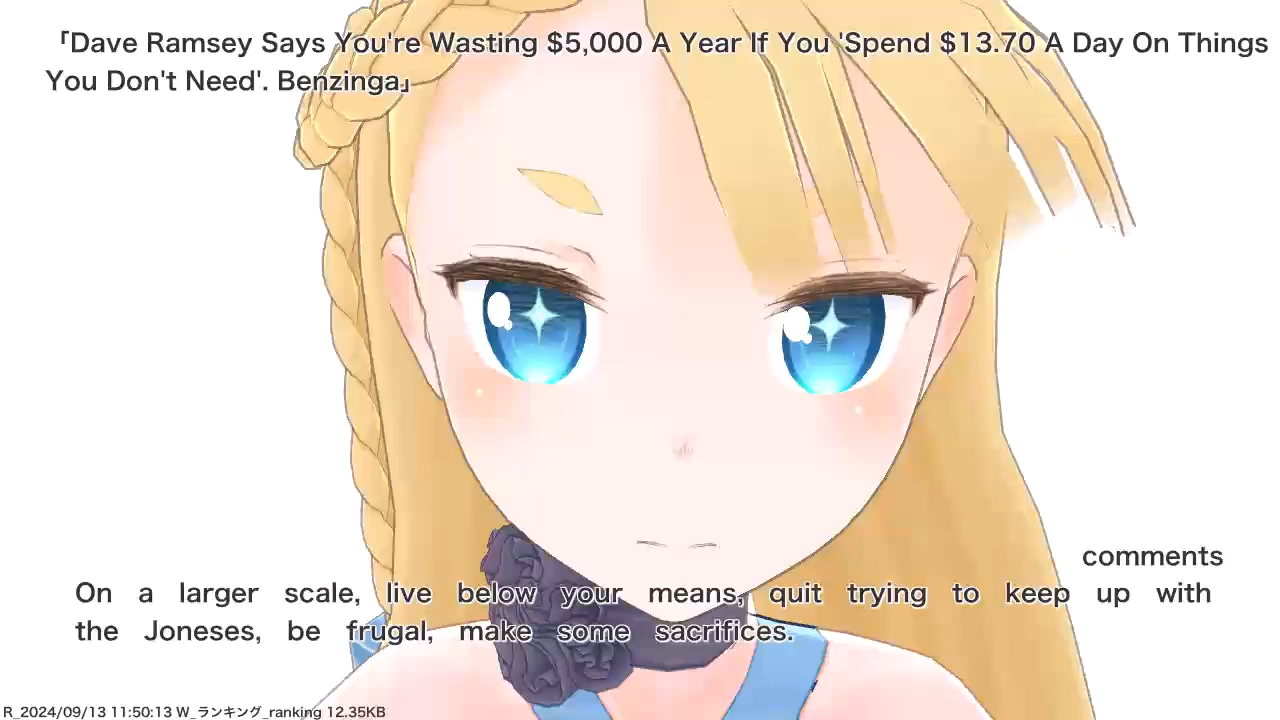 「Dave Ramsey Says You're Wasting $5,000 A Year If You 'Spend $13.70 A Day On Things
You Don't Need'. Benzinga」
comments
On a larger scale, live below your means, quit trying to keep up with
the Joneses, be frugal, make some sacrifices.
R_2024/09/13 11:50:13 W_ランキング_ranking 12.35KB